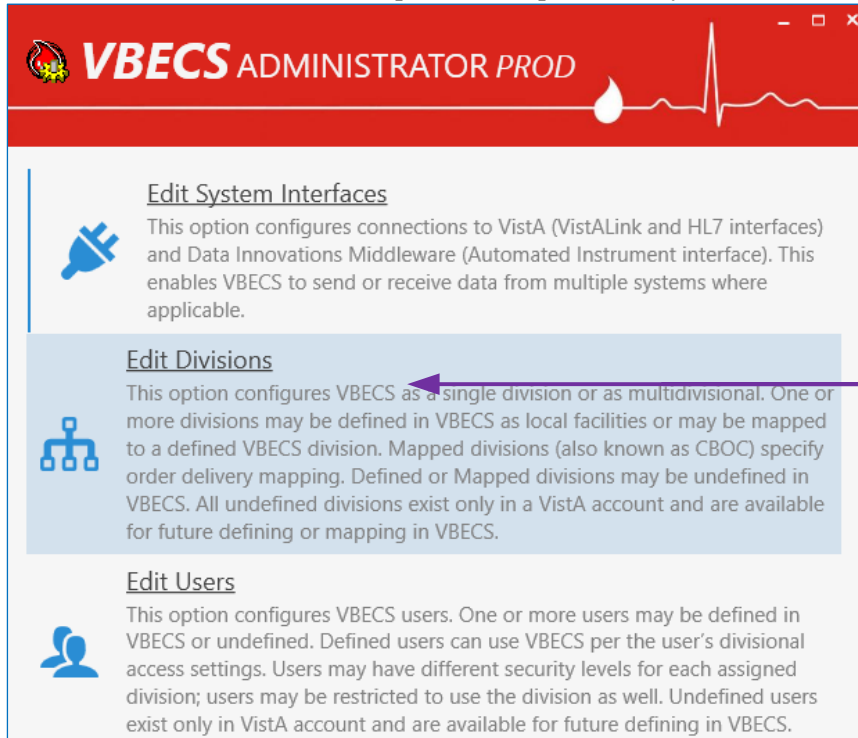 VBECS ADMINISTRATOR PROD
Edit System Interfaces
This option configures connections to VistA (VistALink and HL7 interfaces)
and Data Innovations Middleware (Automated Instrument interface). This
enables VBECS to send or receive data from multiple systems where
applicable.
Edit Divisions
This option configures VBECS as a single division or as multidivisional. One or
more divisions may be defined in VBECS as local facilities or may be mapped
to a defined VBECS division. Mapped divisions (also known as CBOC) specify
order delivery mapping. Defined or Mapped divisions may be undefined in
VBECS. All undefined divisions exist only in a VistA account and are available
for future defining or mapping in VBECS.
Edit Users
This option configures VBECS users. One or more users may be defined in
VBECS or undefined. Defined users can use VBECS per the user's divisional
access settings. Users may have different security levels for each assigned
division; users may be restricted to use the division as well. Undefined users
exist only in VistA account and are available for future defining in VBECS.